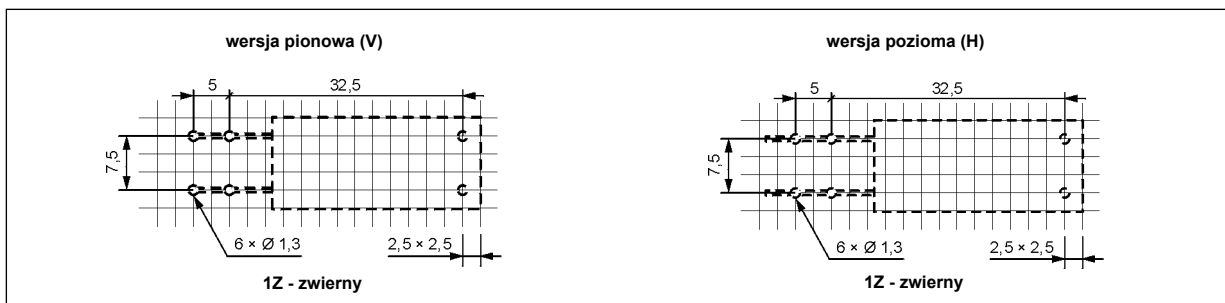 wersja pionowa (V)
5
32,5
7,5
6 × Ø 1,3
2,5 × 2,5
1Z - zwierny
wersja pozioma (H)
5
32,5
7,5
6 × Ø 1,3
2,5 × 2,5
1Z - zwierny